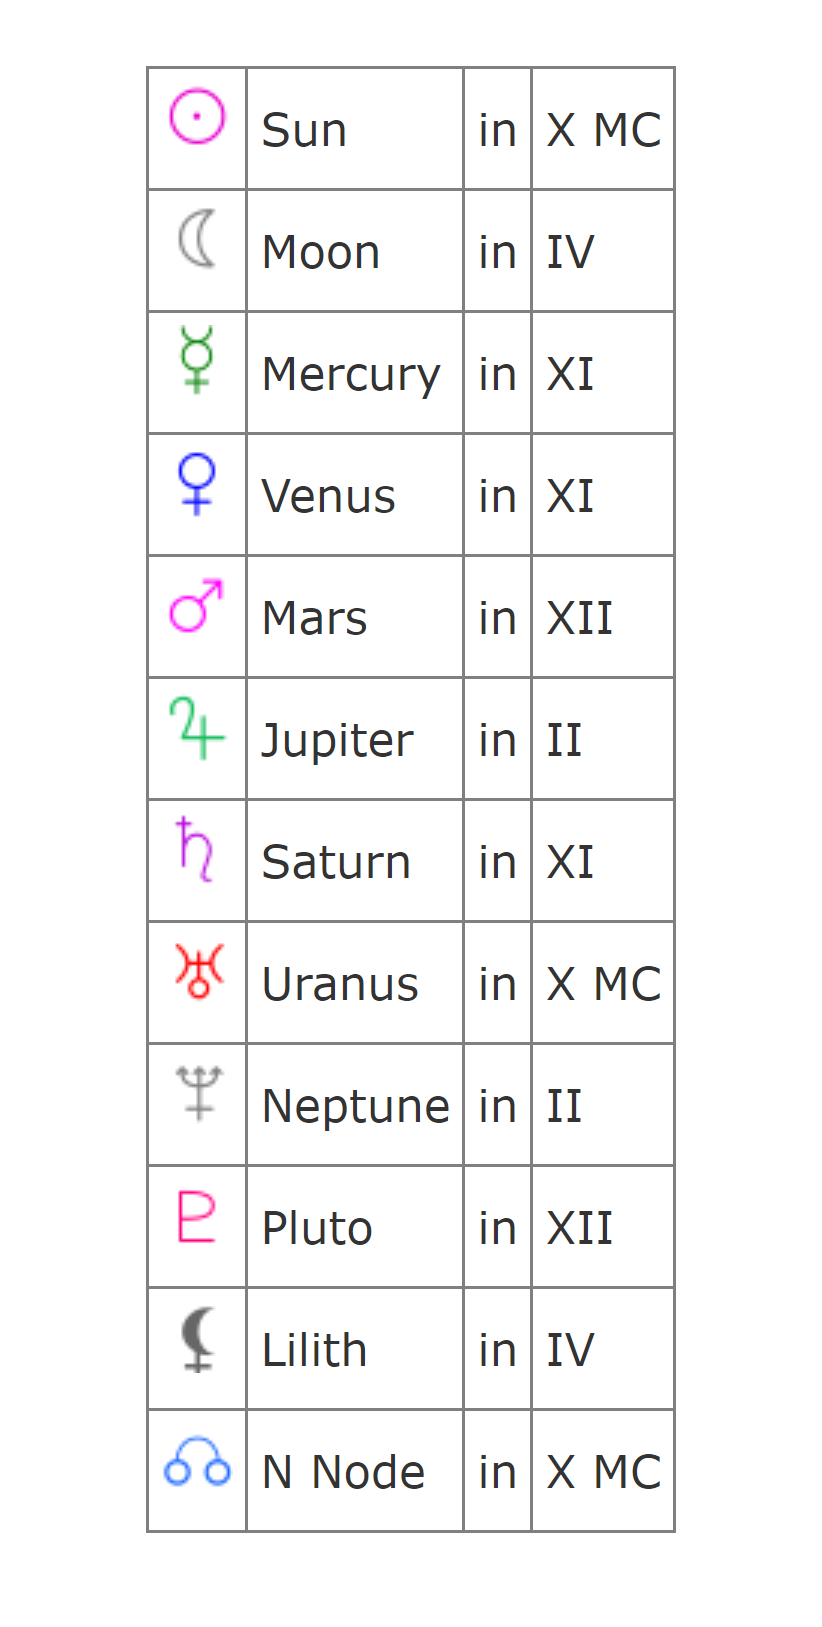 Sun in X MC
Moon in IV
Mercury in XI
Venus in XI
Mars in XII
Jupiter in II
Saturn in XI
Uranus in X MC
Neptune in II
Pluto in XII
Lilith in IV
N Node in X MC